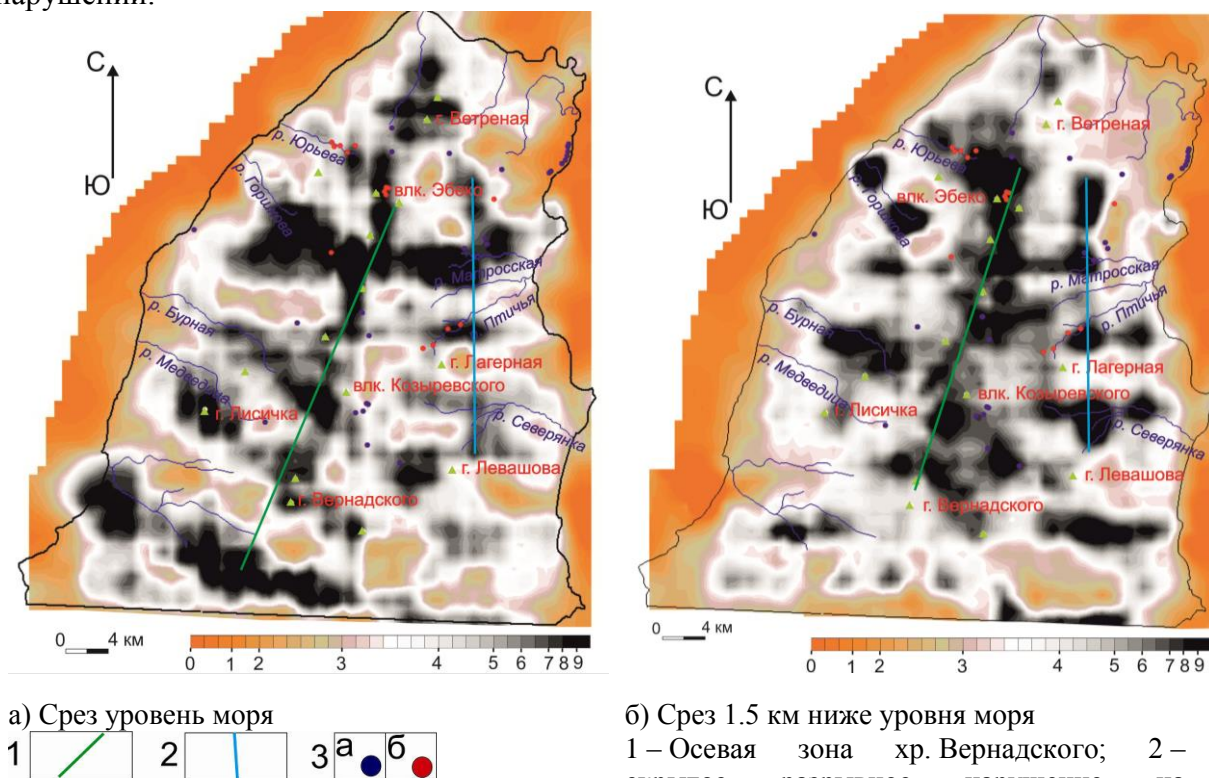 С
Ю
г. Ветреная
р. Юрьева
р. Горшкова
влк. Эбеко
р. Матросская
р. Птичья
р. Бурная
г. Лагерная
р. Медведица
влк. Козыревского
г. Лисичка
р. Северянка
г. Левашова
г. Вернадского
0 4 км
0 1 2 3 4 5 6 7 8 9
С
Ю
г. Ветреная
р. Юрьева
р. Горшкова
влк. Эбеко
р. Матросская
р. Птичья
р. Бурная
г. Лагерная
р. Медведица
влк. Козыревского
г. Лисичка
р. Северянка
г. Левашова
г. Вернадского
0 4 км
0 1 2 3 4 5 6 7 8 9
а) Срез уровень моря
1 2 3 а б
б) Срез 1.5 км ниже уровня моря
1 – Осевая зона хр. Вернадского; 2 –